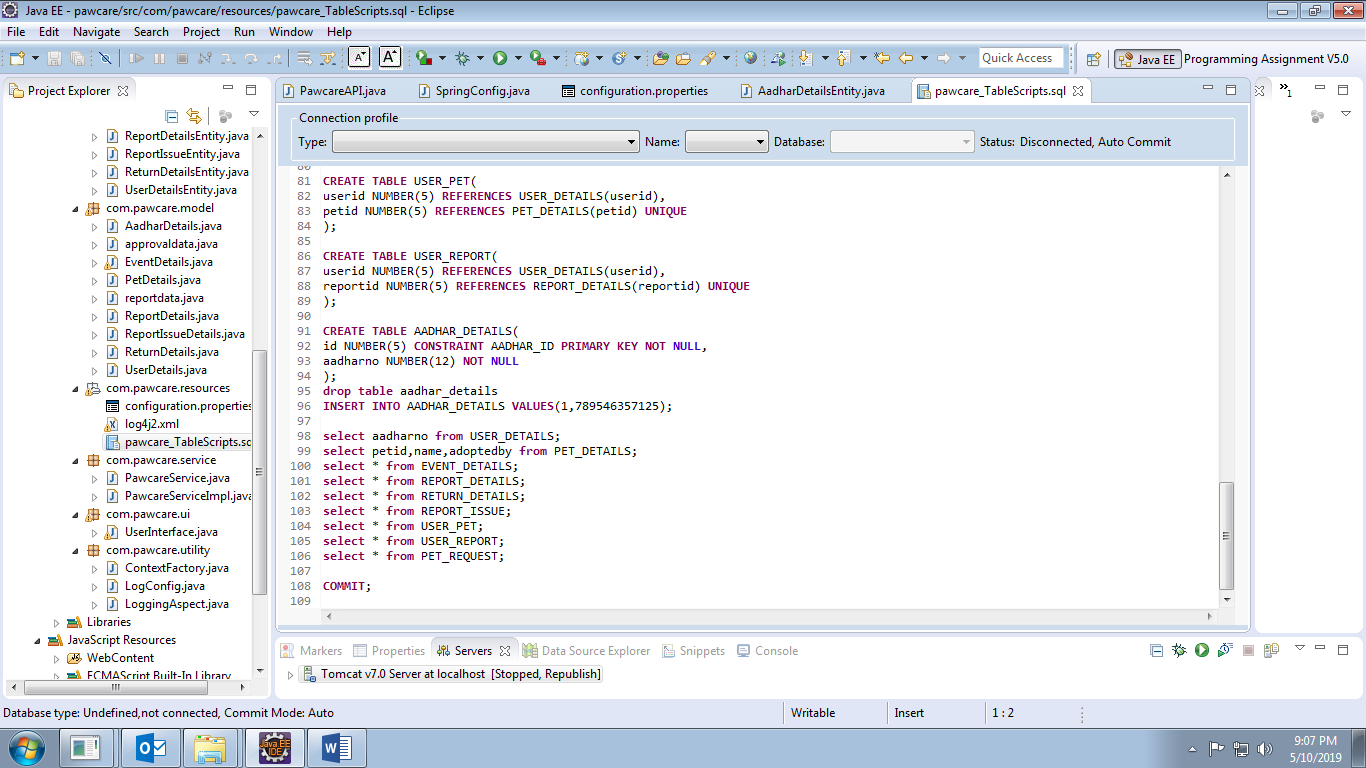 Java EE - pawcare/src/com/pawcare/resources/pawcare_TableScripts.sql - Eclipse
File Edit Navigate Search Project Run Window Help
Quick Access
Java EE
Programming Assignment V5.0
Project Explorer
ReportDetailsEntity.java
ReportIssueEntity.java
ReturnDetailsEntity.java
UserDetailsEntity.java
com.pawcare.model
AadharDetails.java
approvaldata.java
EventDetails.java
PetDetails.java
reportdata.java
ReportDetails.java
ReportIssueDetails.java
ReturnDetails.java
UserDetails.java
com.pawcare.resources
configuration.properties
log4j2.xml
pawcare_TableScripts.sq
com.pawcare.service
PawcareService.java
PawcareServiceImpl.java
com.pawcare.ui
UserInterface.java
com.pawcare.utility
ContextFactory.java
LogConfig.java
LoggingAspect.java
Libraries
JavaScript Resources
WebContent
ECMAScript Built-In Library
PawcareAPI.java SpringConfig.java configuration.properties AadharDetailsEntity.java pawcare_TableScripts.sql
1
Connection profile
Type: Name: Database: Status: Disconnected, Auto Commit
80
81 CREATE TABLE USER_PET(
82 userid NUMBER(5) REFERENCES USER_DETAILS(userid),
83 petid NUMBER(5) REFERENCES PET_DETAILS(petid) UNIQUE
84 );
85
86 CREATE TABLE USER_REPORT(
87 userid NUMBER(5) REFERENCES USER_DETAILS(userid),
88 reportid NUMBER(5) REFERENCES REPORT_DETAILS(reportid) UNIQUE
89 );
90
91 CREATE TABLE AADHAR_DETAILS(
92 id NUMBER(5) CONSTRAINT AADHAR_ID PRIMARY KEY NOT NULL,
93 aadharno NUMBER(12) NOT NULL
94 );
95 drop table aadhar_details
96 INSERT INTO AADHAR_DETAILS VALUES(1,789546357125);
97
98 select aadharno from USER_DETAILS;
99 select petid,name,adoptedby from PET_DETAILS;
100 select * from EVENT_DETAILS;
101 select * from REPORT_DETAILS;
102 select * from RETURN_DETAILS;
103 select * from REPORT_ISSUE;
104 select * from USER_PET;
105 select * from USER_REPORT;
106 select * from PET_REQUEST;
107
108 COMMIT;
109
Markers Properties Servers Data Source Explorer Snippets Console
Tomcat v7.0 Server at localhost [Stopped, Republish]
Database type: Undefined,not connected, Commit Mode: Auto
Writable
Insert
1 : 2
Java EE
IDE
9:07 PM
5/10/2019